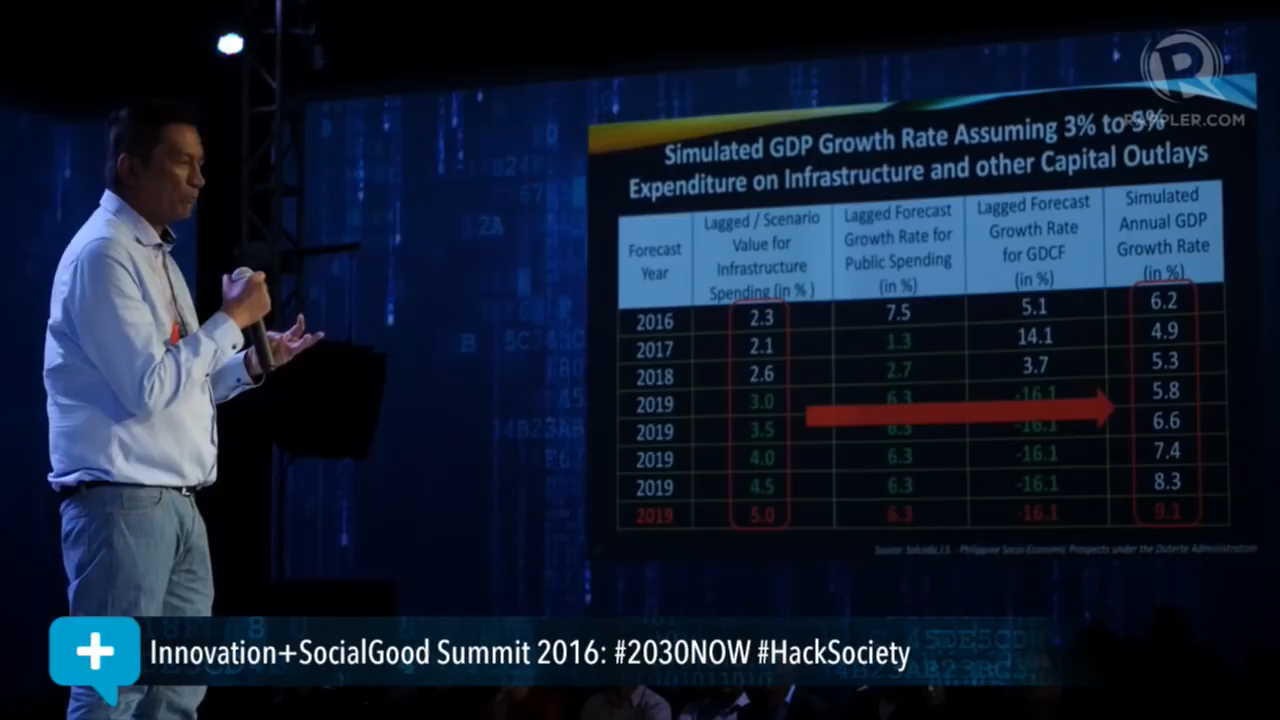 RAPPLER.COM
Simulated GDP Growth Rate Assuming 3% to 5%
Expenditure on Infrastructure and other Capital Outlays
Forecast Year
Lagged / Scenario Value for Infrastructure Spending (in % )
Lagged Forecast Growth Rate for Public Spending (in %)
Lagged Forecast Growth Rate for GDCF (in %)
Simulated Annual GDP Growth Rate (in %)
2016 2.3 7.5 5.1 6.2
2017 2.1 1.3 14.1 4.9
2018 2.6 2.7 3.7 5.3
2019 3.0 6.3 -16.1 5.8
2019 3.5 6.3 -16.1 6.6
2019 4.0 6.3 -16.1 7.4
2019 4.5 6.3 -16.1 8.3
2019 5.0 6.3 -16.1 9.1
Source: Salceda,J.S. - Philippine Socio-Economic Prospects under the Duterte Administration
Innovation+SocialGood Summit 2016: #2030NOW #HackSociety